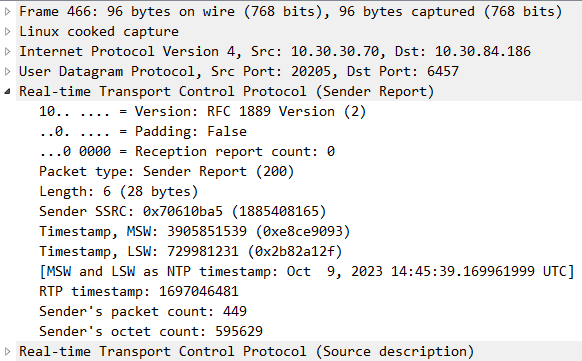 Frame 466: 96 bytes on wire (768 bits), 96 bytes captured (768 bits)
Linux cooked capture
Internet Protocol Version 4, Src: 10.30.30.70, Dst: 10.30.84.186
User Datagram Protocol, Src Port: 20205, Dst Port: 6457
Real-time Transport Control Protocol (Sender Report)
10.. .... = Version: RFC 1889 Version (2)
..0. .... = Padding: False
...0 0000 = Reception report count: 0
Packet type: Sender Report (200)
Length: 6 (28 bytes)
Sender SSRC: 0x70610ba5 (1885408165)
Timestamp, MSW: 3905851539 (0xe8ce9093)
Timestamp, LSW: 729981239 (0x2b82a12f)
[MSW and LSW as NTP timestamp: Oct  9, 2023 14:45:39.169961999 UTC]
RTP timestamp: 1697046481
Sender's packet count: 449
Sender's octet count: 595629
Real-time Transport Control Protocol (Source description)